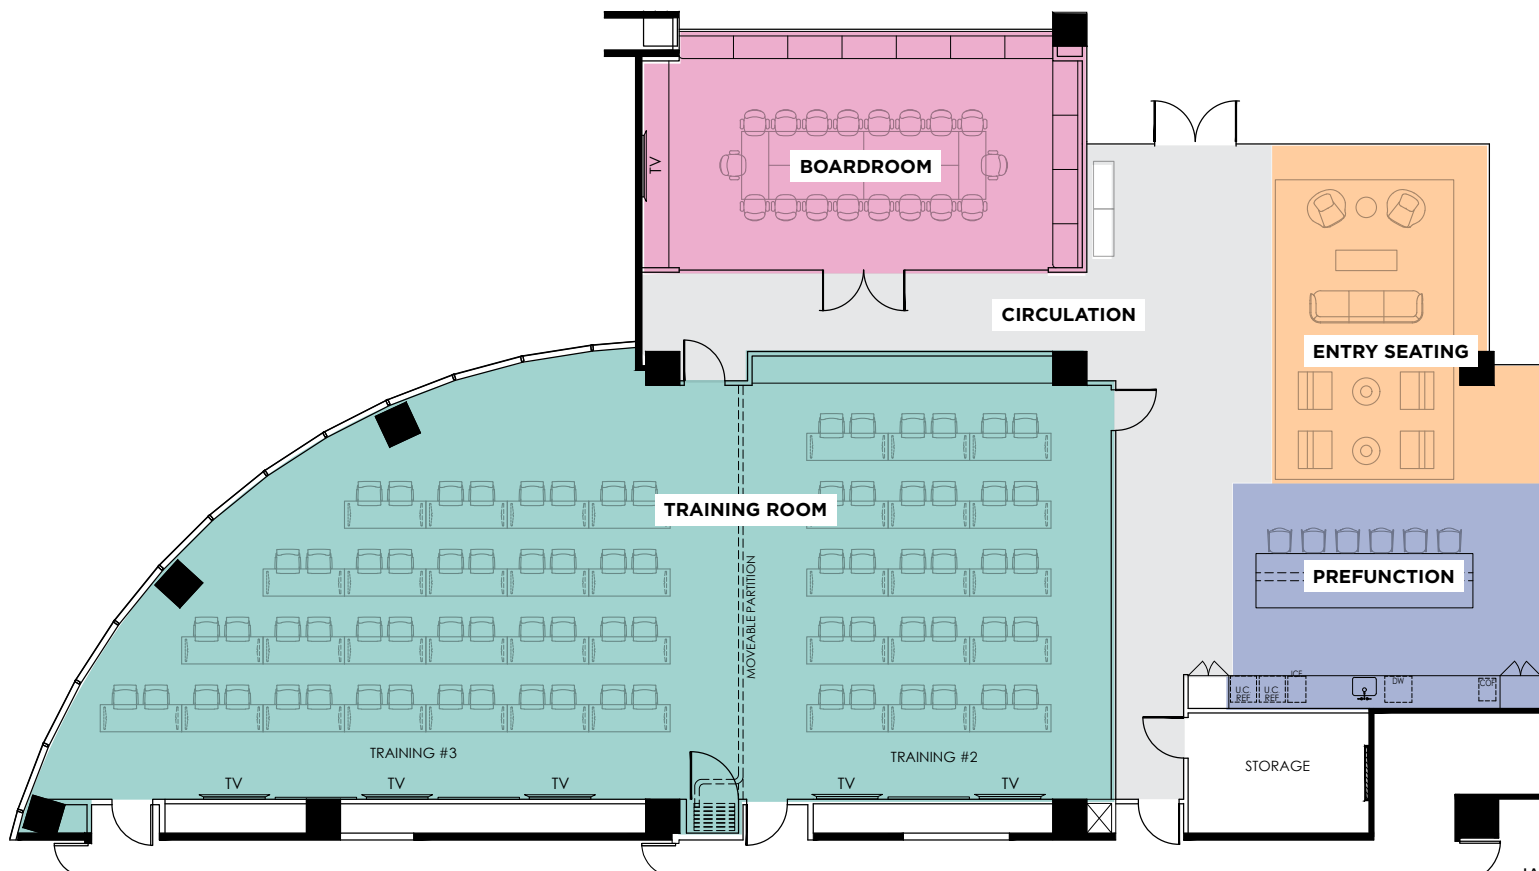 TV
BOARDROOM
CIRCULATION
ENTRY SEATING
TRAINING ROOM
MOVEABLE PARTITION
PREFUNCTION
U.C.
REF
U.C.
REF
ICE
DW
TRAINING #3
TRAINING #2
STORAGE
TV
TV
TV
TV
TV